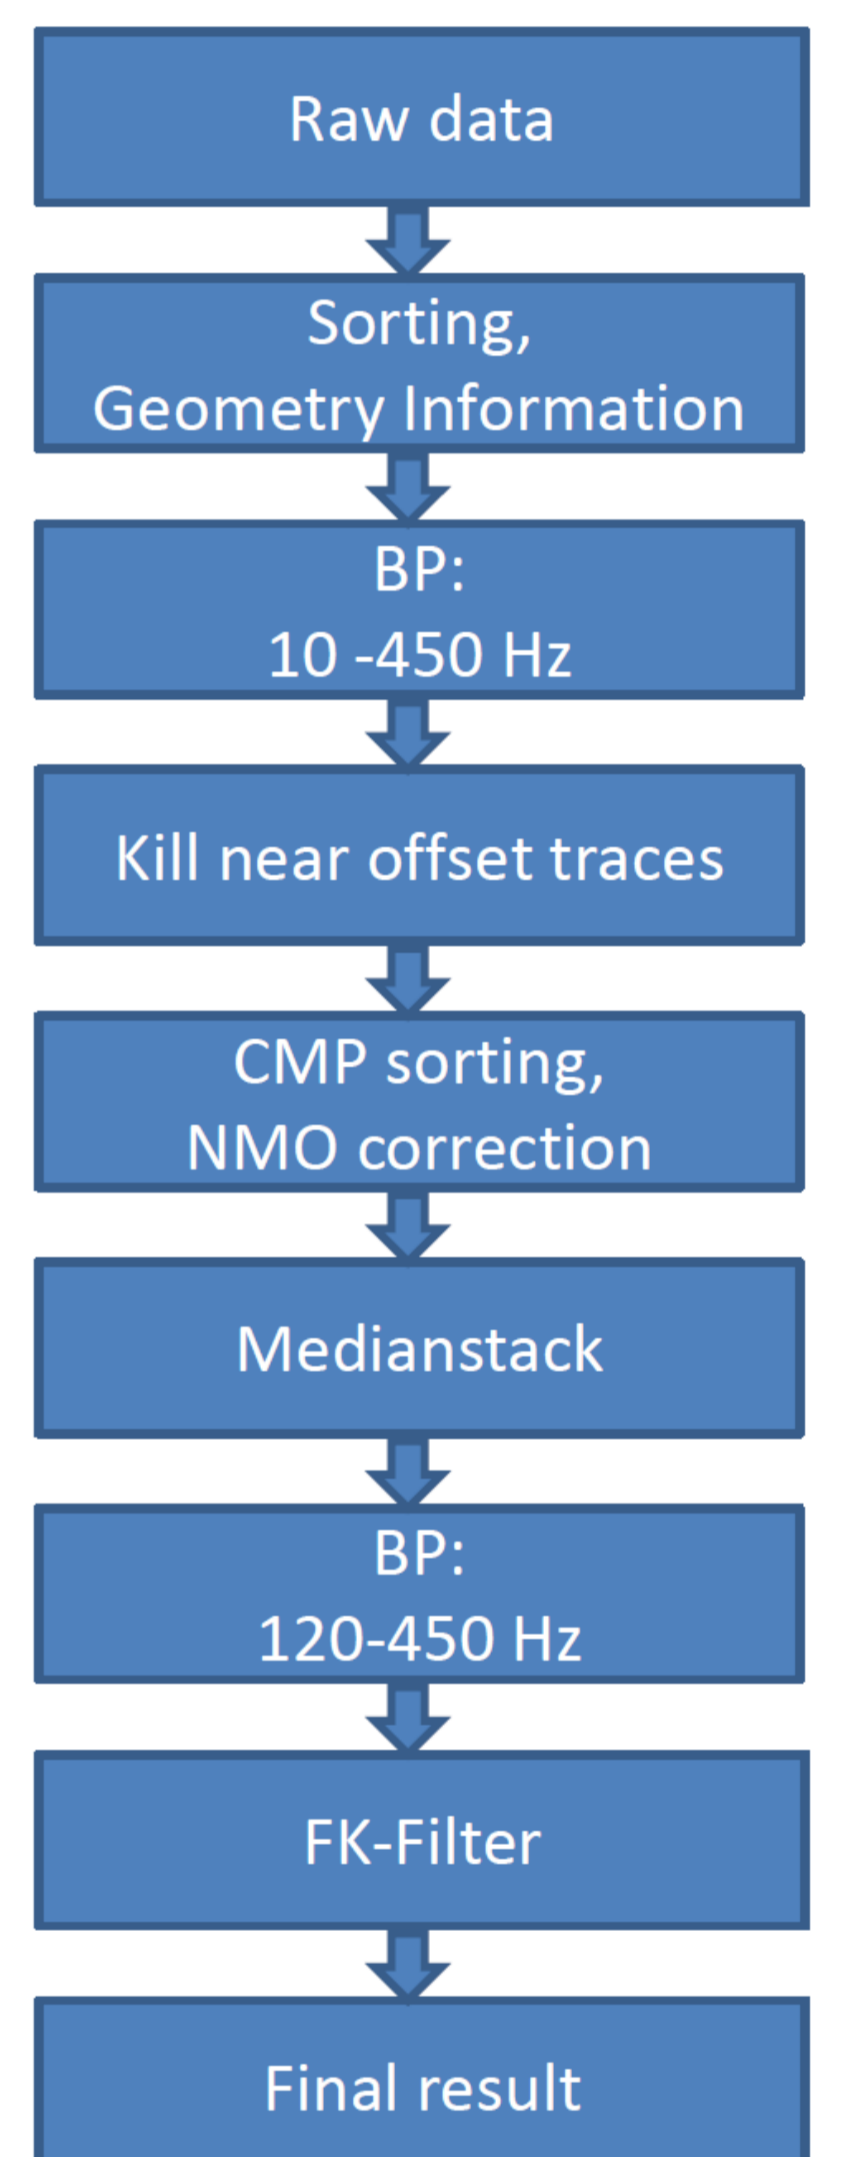 Raw data
Sorting,
Geometry Information
BP:
10 -450 Hz
Kill near offset traces
CMP sorting,
NMO correction
Medianstack
BP:
120-450 Hz
FK-Filter
Final result